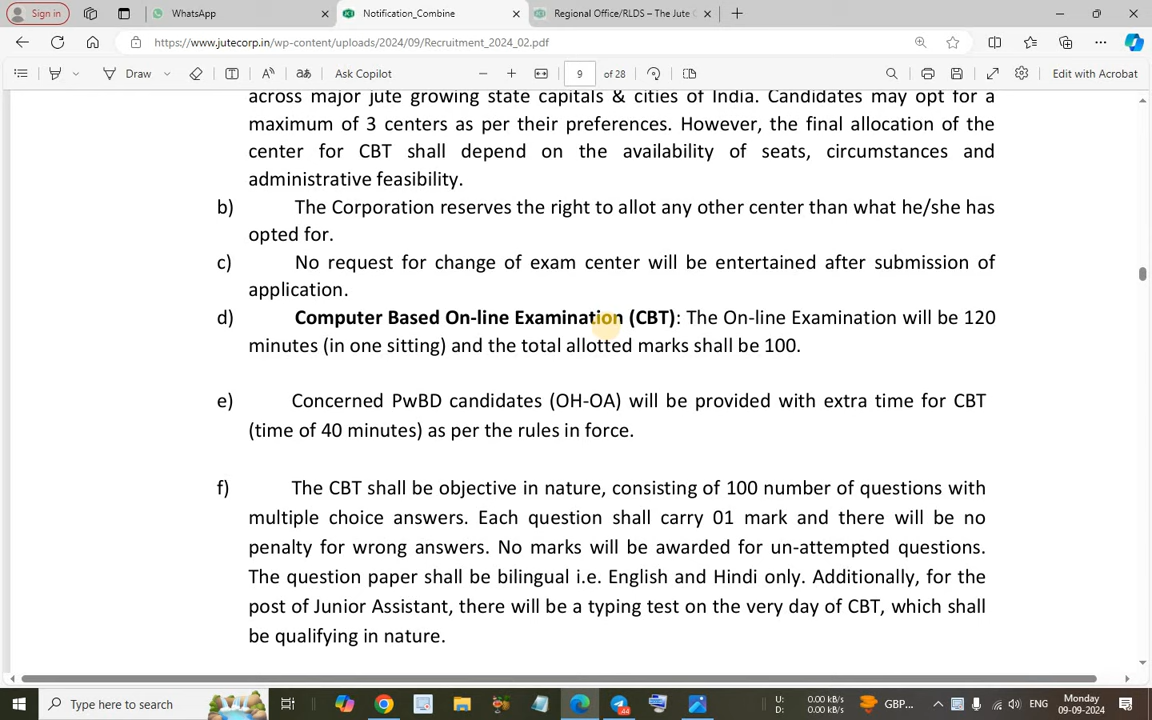 Sign in
WhatsApp
Notification_Combine
Regional Office/RLDS – The Jute C
https://www.jutecorp.in/wp-content/uploads/2024/09/Recruitment_2024_02.pdf
Draw
aあ
Ask Copilot
9 of 28
Edit with Acrobat
across major jute growing state capitals & cities of India. Candidates may opt for a
maximum of 3 centers as per their preferences. However, the final allocation of the
center for CBT shall depend on the availability of seats, circumstances and
administrative feasibility.
b) The Corporation reserves the right to allot any other center than what he/she has
opted for.
c) No request for change of exam center will be entertained after submission of
application.
d) Computer Based On-line Examination (CBT): The On-line Examination will be 120
minutes (in one sitting) and the total allotted marks shall be 100.
e) Concerned PwBD candidates (OH-OA) will be provided with extra time for CBT
(time of 40 minutes) as per the rules in force.
f) The CBT shall be objective in nature, consisting of 100 number of questions with
multiple choice answers. Each question shall carry 01 mark and there will be no
penalty for wrong answers. No marks will be awarded for un-attempted questions.
The question paper shall be bilingual i.e. English and Hindi only. Additionally, for the
post of Junior Assistant, there will be a typing test on the very day of CBT, which shall
be qualifying in nature.
Type here to search
U: 0.00 kB/s
D: 0.00 kB/s
GBP...
ENG
Monday
09-09-2024